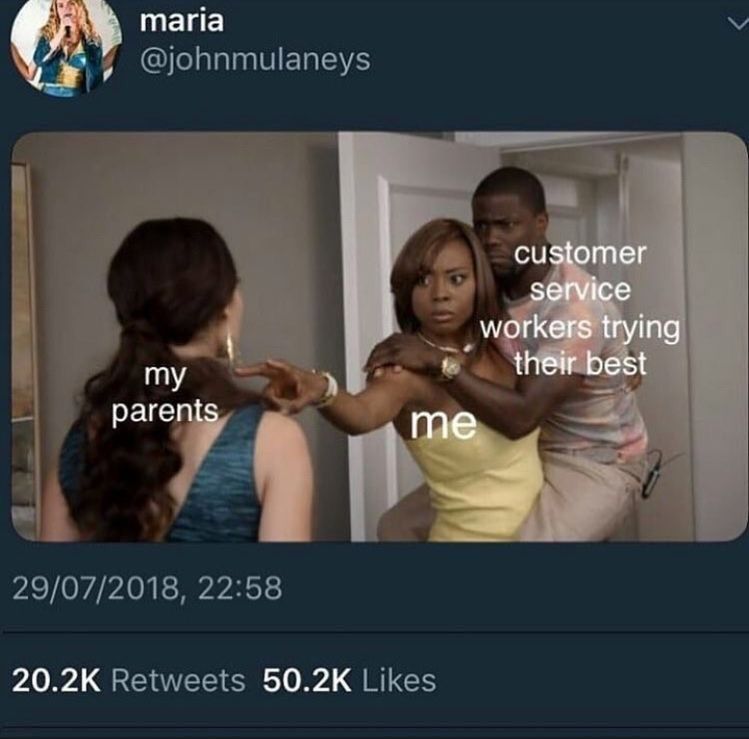 maria
@johnmulaneys
my
parents
me
customer
service
workers trying
their best
29/07/2018, 22:58
20.2K Retweets 50.2K Likes